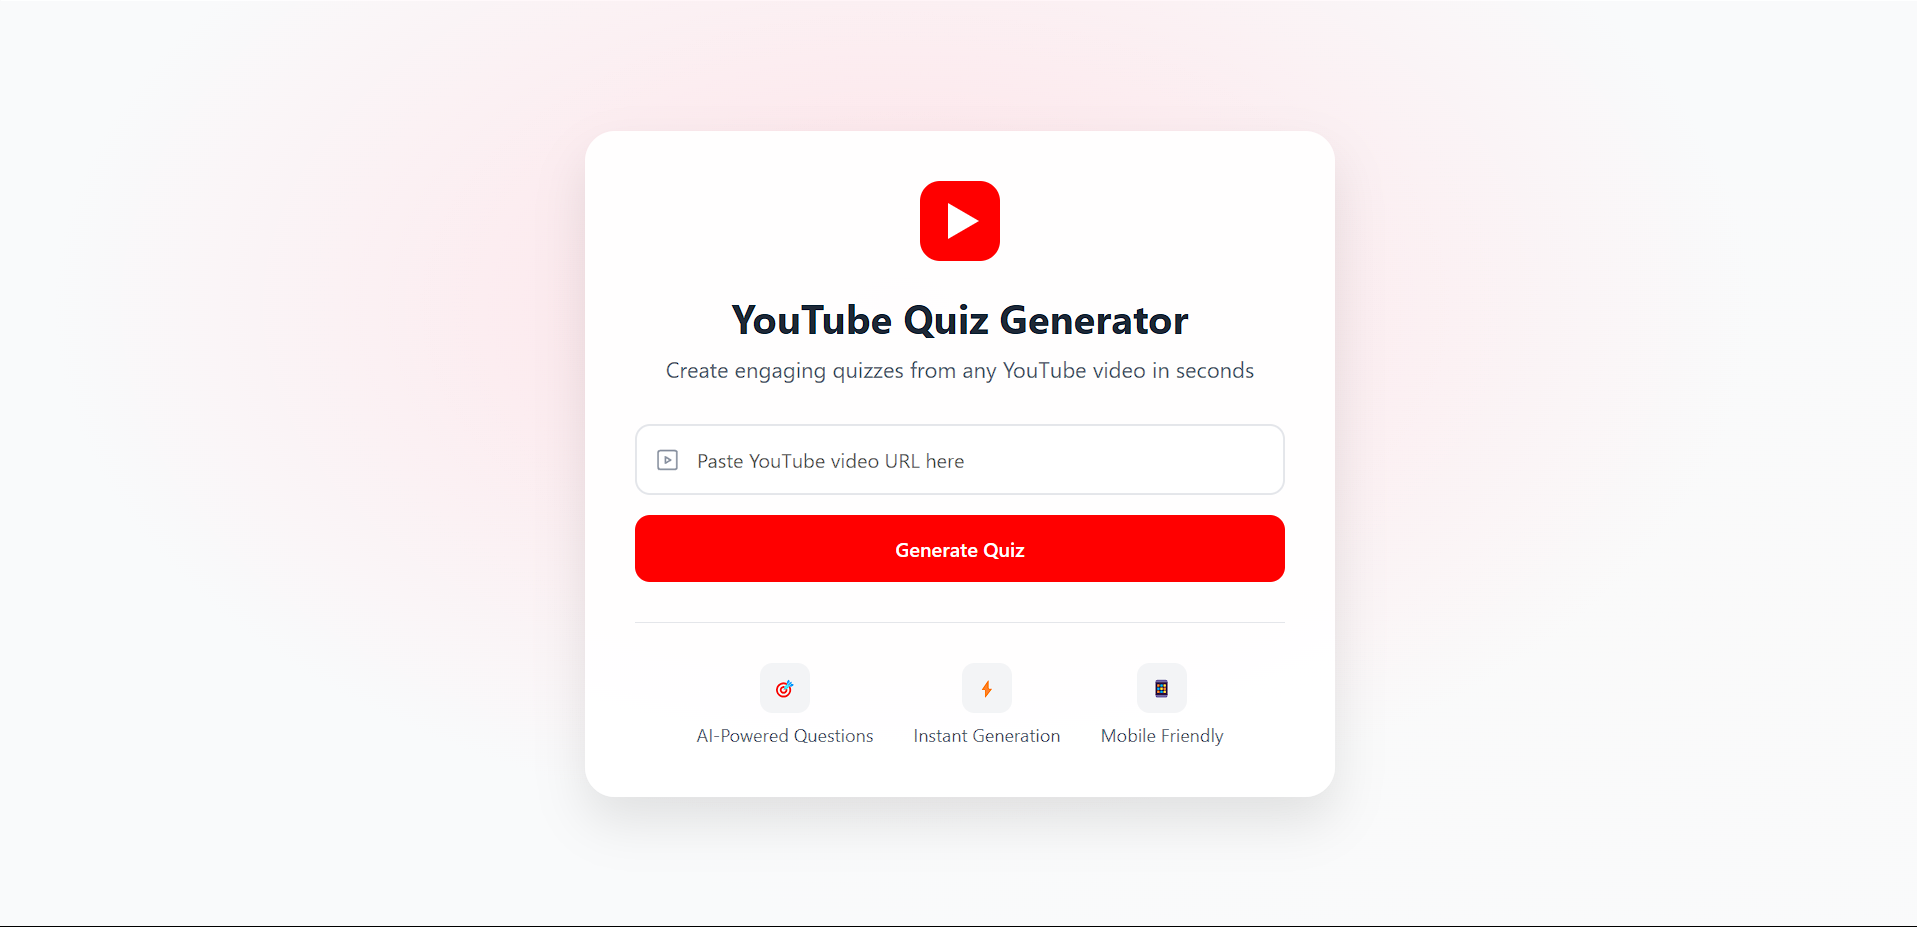 YouTube Quiz Generator
Create engaging quizzes from any YouTube video in seconds
Paste YouTube video URL here
Generate Quiz
AI-Powered Questions
Instant Generation
Mobile Friendly